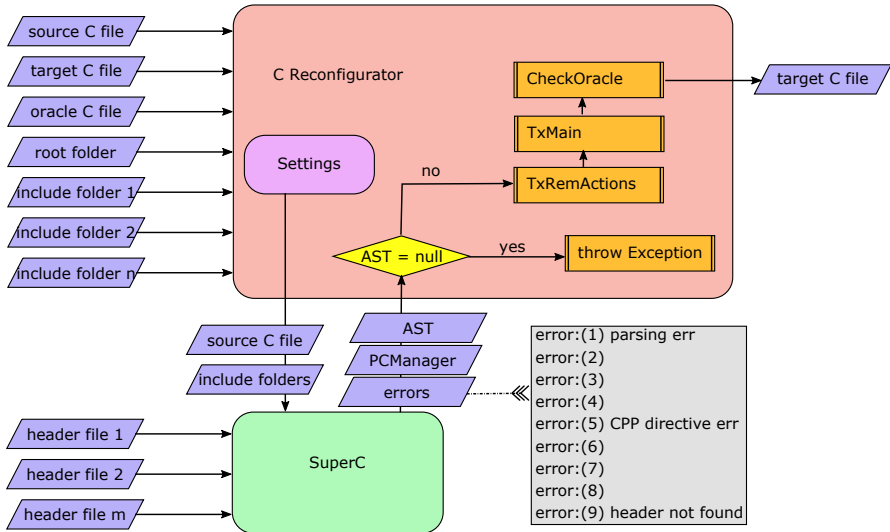 source C file
target C file
oracle C file
root folder
include folder 1
include folder 2
include folder n
C Reconfigurator
Settings
CheckOracle
TxMain
TxRemActions
no
AST = null
yes
throw Exception
target C file
source C file
include folders
AST
PCManager
errors
error:(1) parsing err
error:(2)
error:(3)
error:(4)
error:(5) CPP directive err
error:(6)
error:(7)
error:(8)
error:(9) header not found
header file 1
header file 2
header file m
SuperC